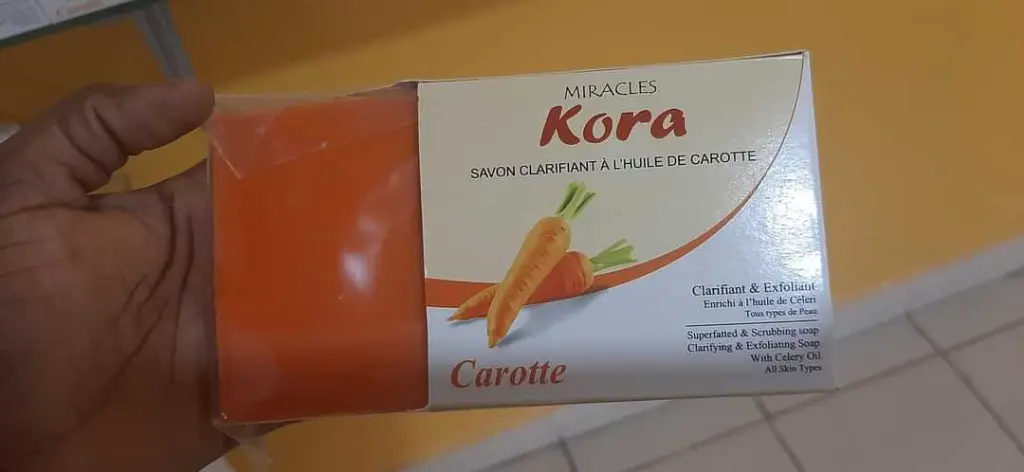 MIRACLES
Kora
SAVON CLARIFIANT À L'HUILE DE CAROTTE
Clarifiant & Exfoliant
Enrichi à l'huile de Céleri
Tous types de Peau
Superfatted & Scrubbing soap
Clarifying & Exfoliating Soap
With Celery Oil
All Skin Types
Carotte